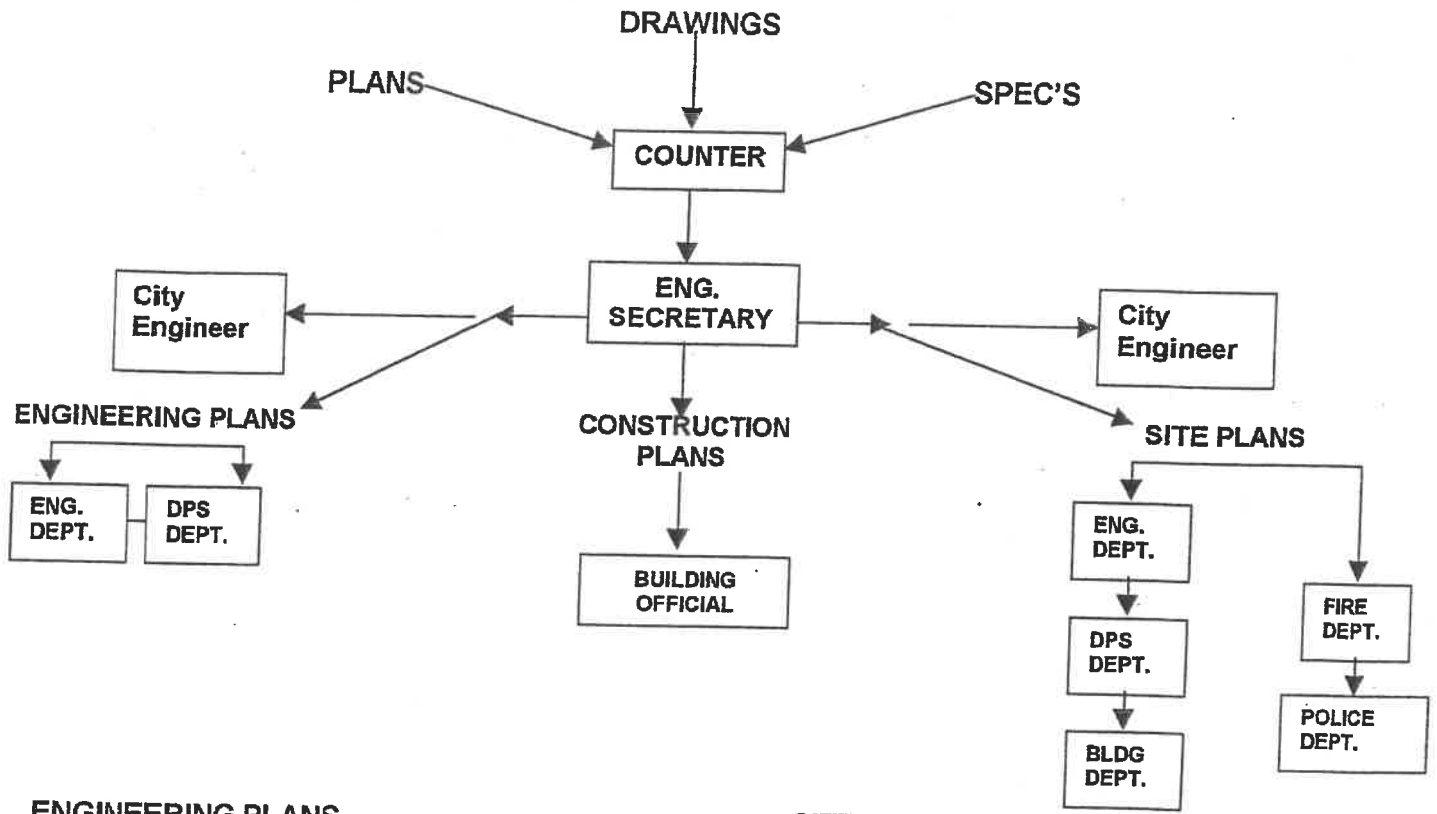 DRAWINGS
PLANS
SPEC'S
COUNTER
ENG.
SECRETARY
City
Engineer
City
Engineer
ENGINEERING PLANS
CONSTRUCTION
PLANS
SITE PLANS
ENG.
DEPT.
DPS
DEPT.
BUILDING
OFFICIAL
ENG.
DEPT.
DPS
DEPT.
BLDG
DEPT.
FIRE
DEPT.
POLICE
DEPT.
ENGINEERING PLANS